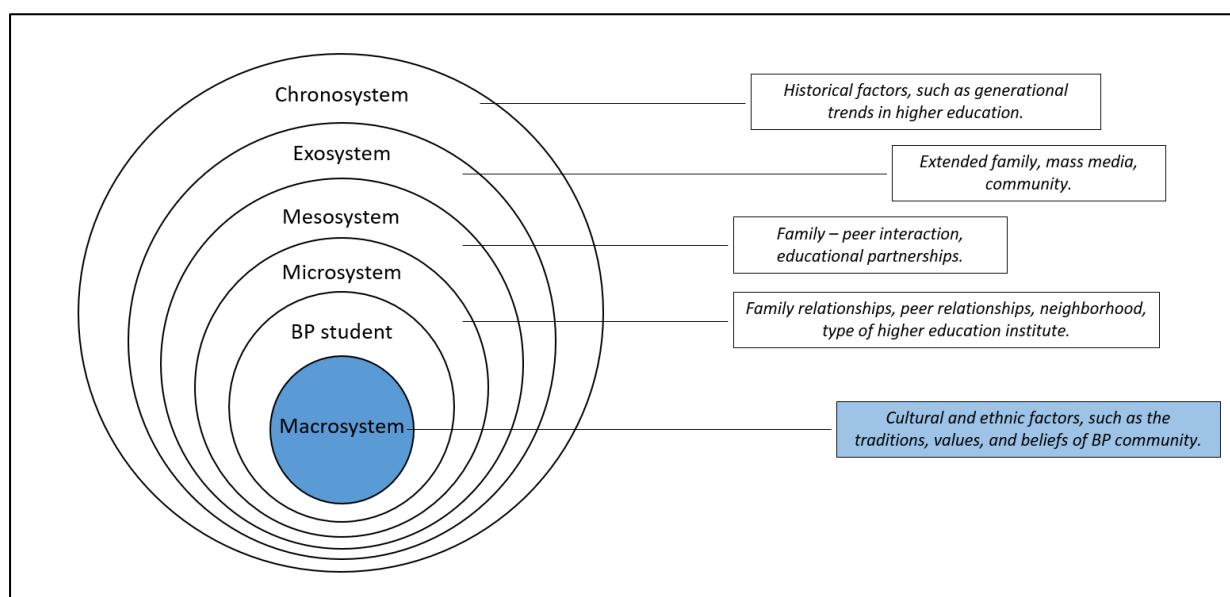 Chronosystem
Historical factors, such as generational
trends in higher education.
Exosystem
Extended family, mass media,
community.
Mesosystem
Family – peer interaction,
educational partnerships.
Microsystem
Family relationships, peer relationships, neighborhood,
type of higher education institute.
BP student
Macrosystem
Cultural and ethnic factors, such as the
traditions, values, and beliefs of BP community.